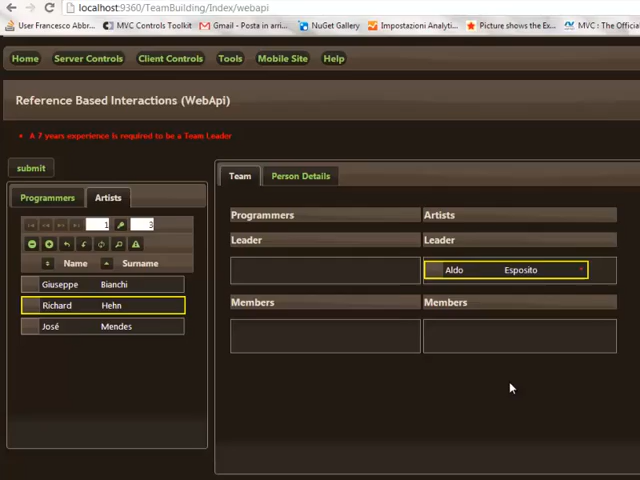 localhost:9360/TeamBuilding/Index/webapi
User Francesco Abbr... MVC Controls Toolkit Gmail - Posta in arri... NuGet Gallery Impostazioni Analyti... Picture shows the Ex... MVC : The Official
Home Server Controls Client Controls Tools Mobile Site Help
Reference Based Interactions (WebApi)
• A 7 years experience is required to be a Team Leader
submit
Programmers Artists
1 3
Name Surname
Giuseppe Bianchi
Richard Hehn
José Mendes
Team Person Details
Programmers Artists
Leader Leader
Aldo Esposito *
Members Members